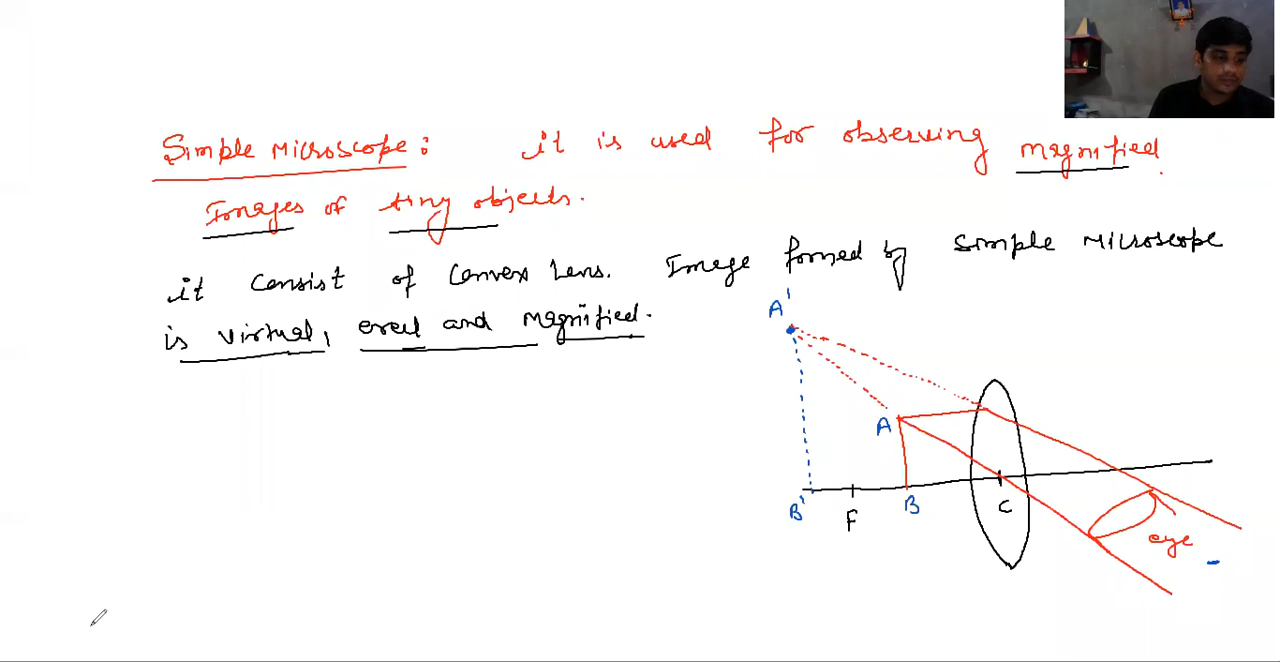 Simple Microscope : it is used for observing magnified
Images of tiny objects.
it consist of Convex Lens. Image formed by Simple Microscope
is virtual, erect and magnified.
A'
A
B' F B C
eye